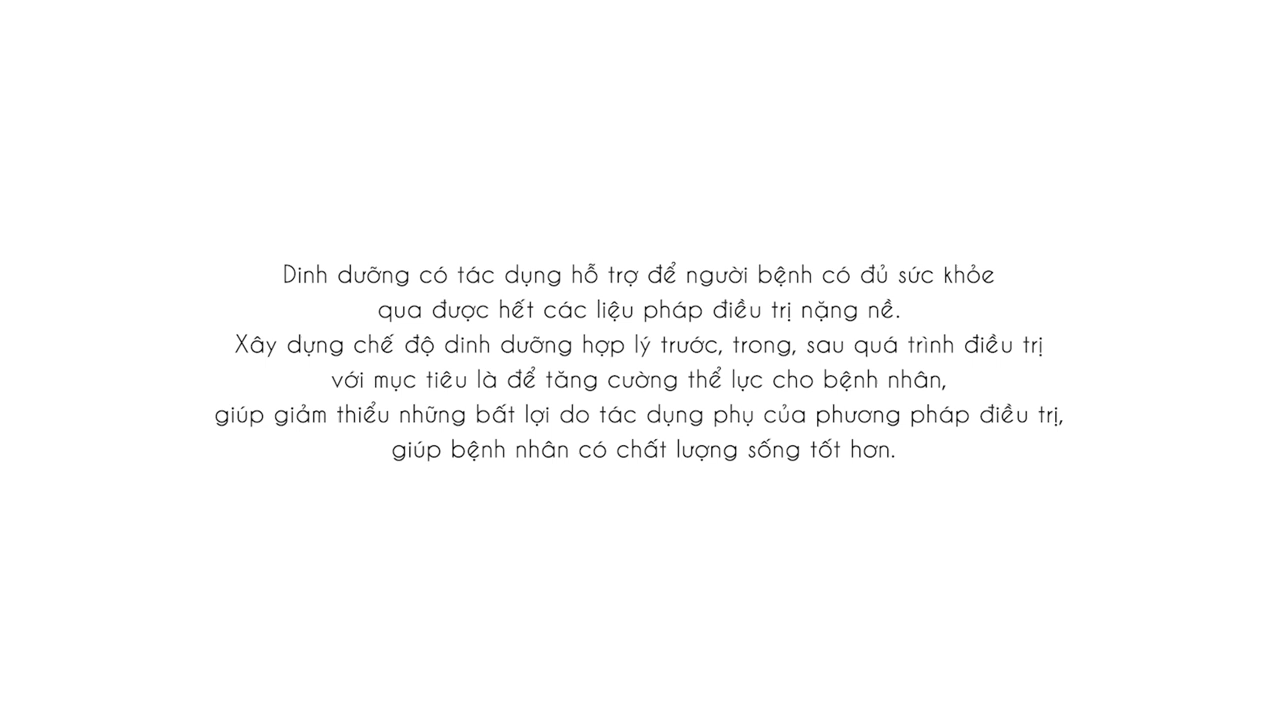 Dinh dưỡng có tác dụng hỗ trợ để người bệnh có đủ sức khỏe
qua được hết các liệu pháp điều trị nặng nề.
Xây dựng chế độ dinh dưỡng hợp lý trước, trong, sau quá trình điều trị
với mục tiêu là để tăng cường thể lực cho bệnh nhân,
giúp giảm thiểu những bất lợi do tác dụng phụ của phương pháp điều trị,
giúp bệnh nhân có chất lượng sống tốt hơn.